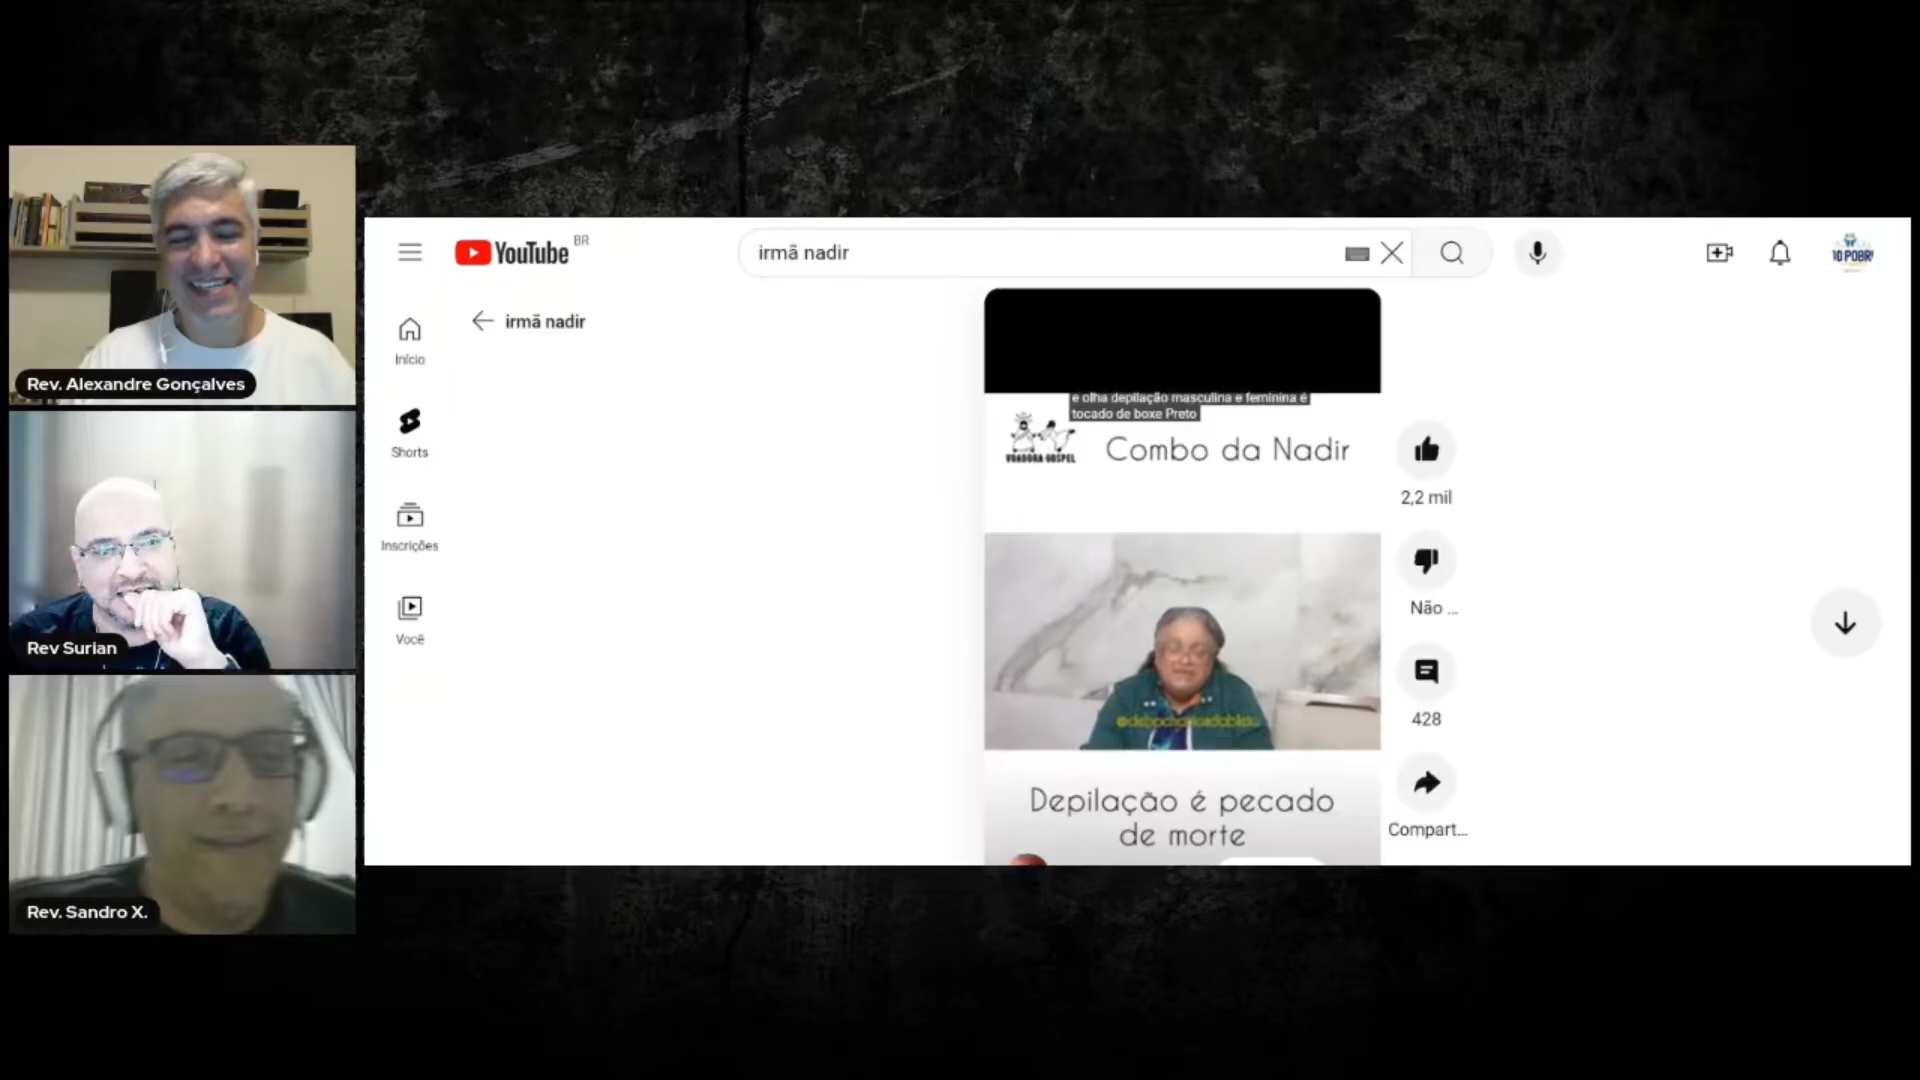 Rev. Alexandre Gonçalves
Rev Surian
Rev. Sandro X.
YouTube BR
irmã nadir
irmã nadir
Início
Shorts
Inscrições
Você
e olha depilação masculina e feminina é
tocado de boxe Preto
VOADORA GOSPEL
Combo da Nadir
Depilação é pecado
de morte
2,2 mil
Não ...
428
Compart...